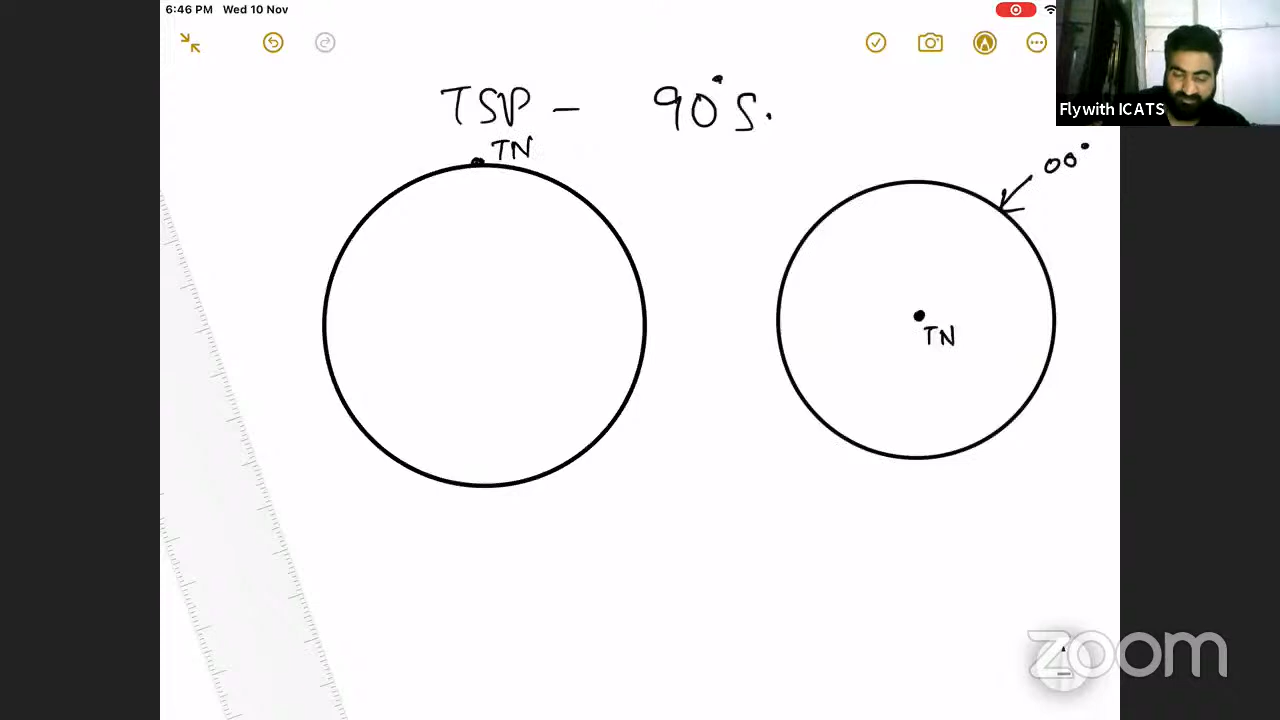 6:46 PM Wed 10 Nov
Flywith ICATS
TSP - 90°S.
TN
00°
TN
zoom